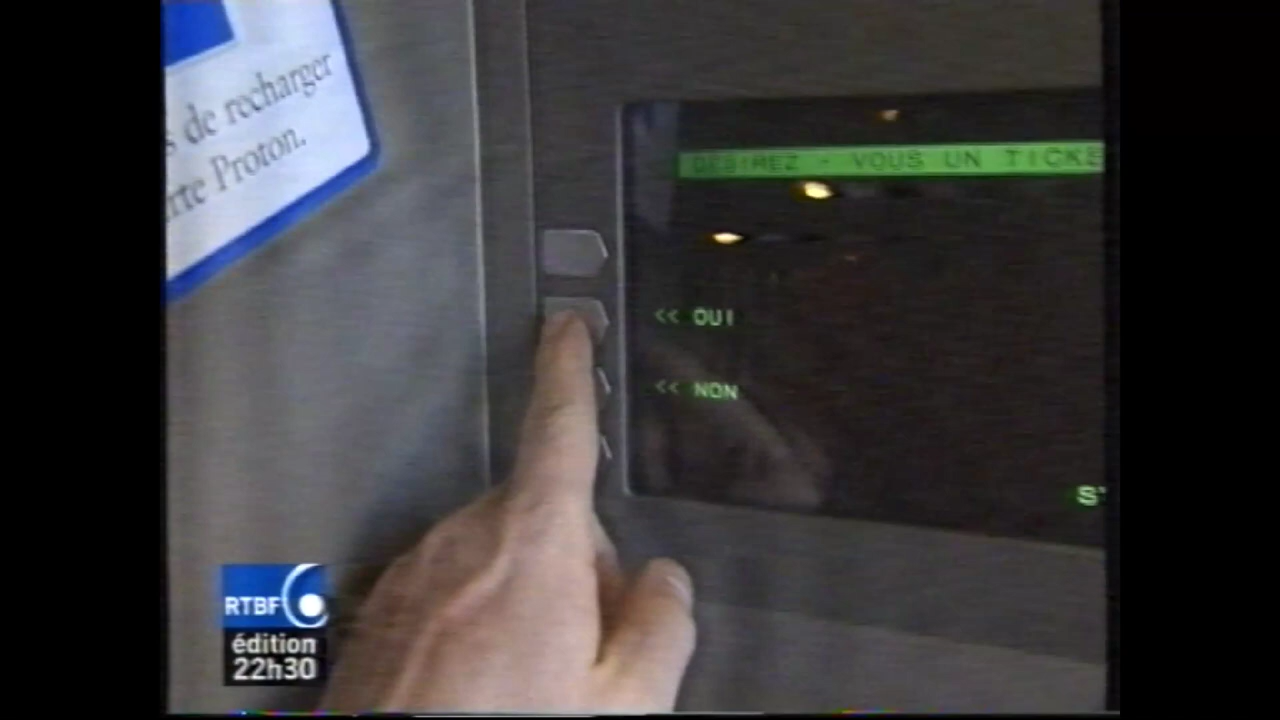 s de recharger
rte Proton.
DESIREZ - VOUS UN TICKE
<< OUI
<< NON
RTBF
édition
22h30